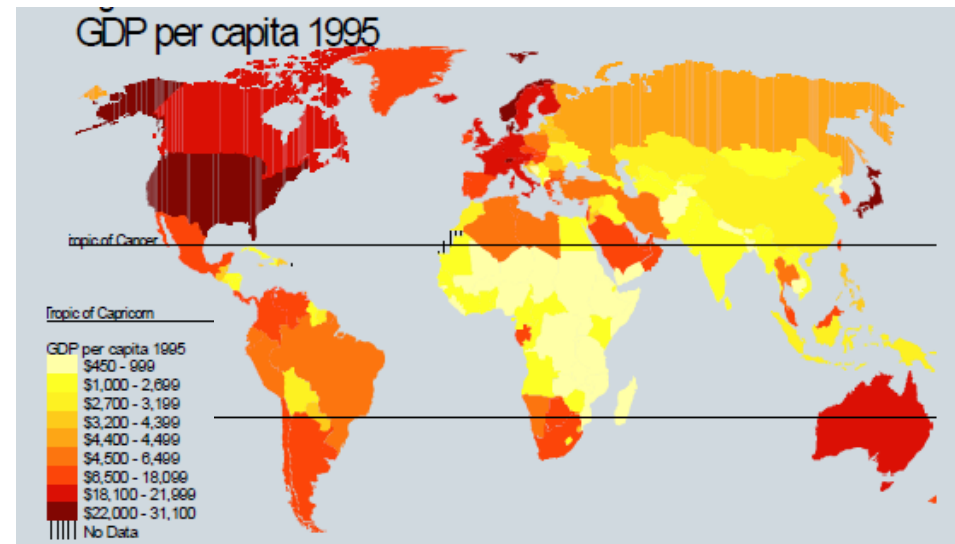 GDP per capita 1995
Tropic of Cancer
Tropic of Capricorn
GDP per capita 1995
$450 - 999
$1,000 - 2,699
$2,700 - 3,199
$3,200 - 4,399
$4,400 - 4,499
$4,500 - 6,499
$6,500 - 18,099
$18,100 - 21,999
$22,000 - 31,100
No Data